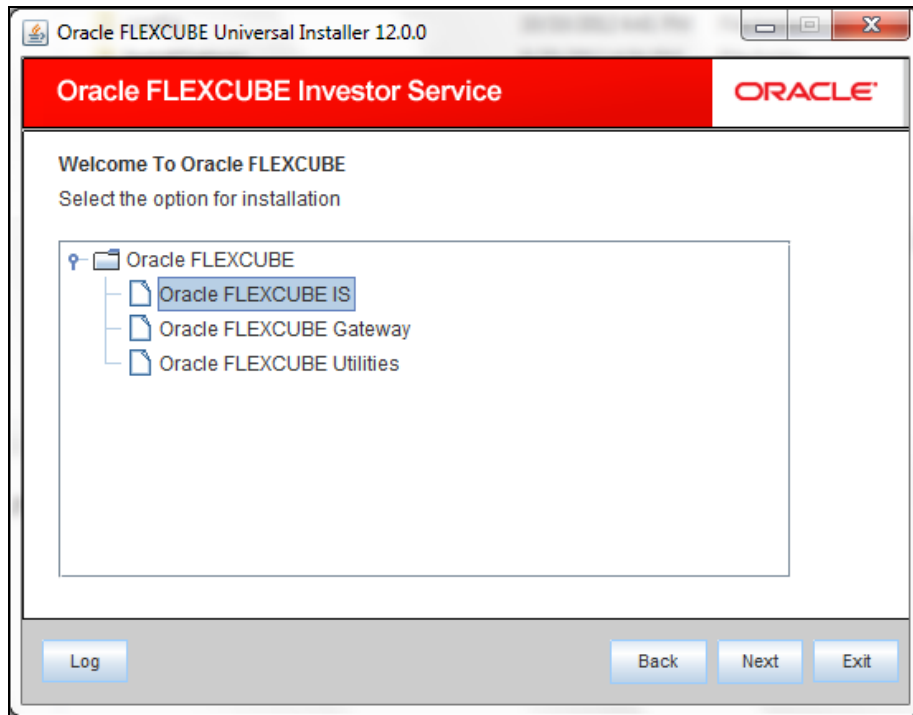 Oracle FLEXCUBE Universal Installer 12.0.0
Oracle FLEXCUBE Investor Service
ORACLE
Welcome To Oracle FLEXCUBE
Select the option for installation
Oracle FLEXCUBE
Oracle FLEXCUBE IS
Oracle FLEXCUBE Gateway
Oracle FLEXCUBE Utilities
Log Back Next Exit